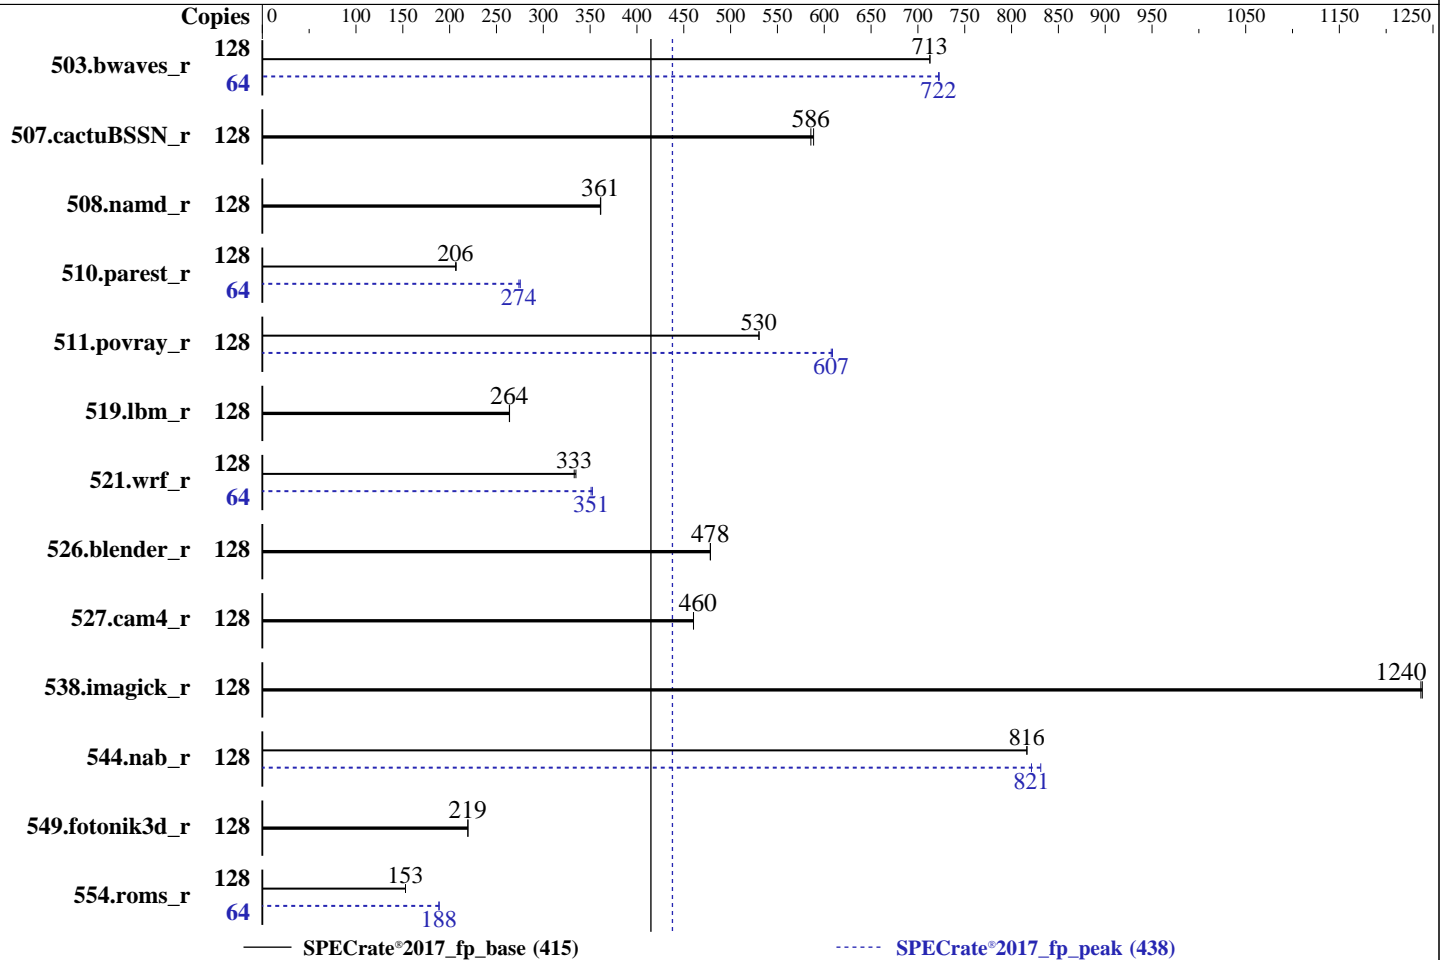 Copies 0 100 150 200 250 300 350 400 450 500 550 600 650 700 750 800 850 900 950 1050 1150 1250
503.bwaves_r 128 713
64 722
507.cactuBSSN_r 128 586
508.namd_r 128 361
510.parest_r 128 206
64 274
511.povray_r 128 530
607
519.lbm_r 128 264
521.wrf_r 128 333
64 351
526.blender_r 128 478
527.cam4_r 128 460
538.imagick_r 128 1240
544.nab_r 128 816
821
549.fotonik3d_r 128 219
554.roms_r 128 153
64 188
SPECrate®2017_fp_base (415) SPECrate®2017_fp_peak (438)